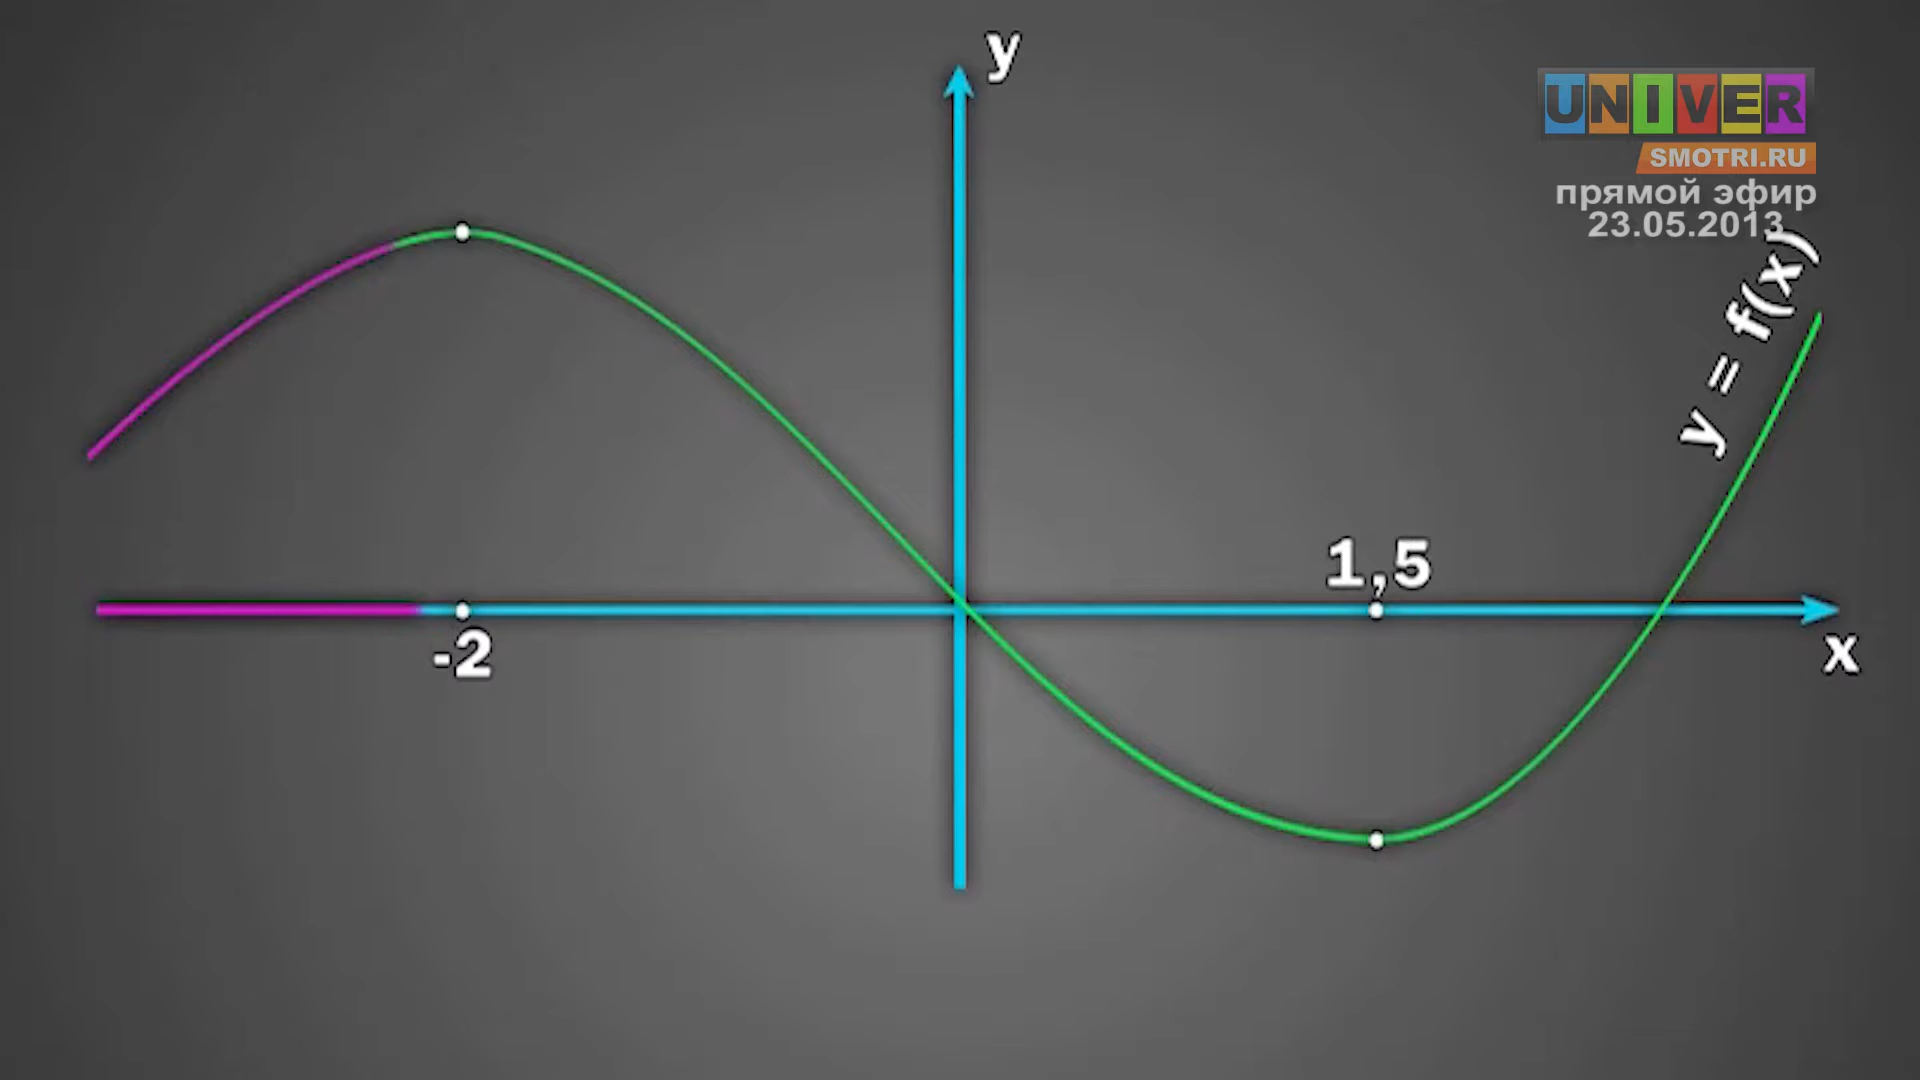 y
UNIVER
SMOTRI.RU
прямой эфир
23.05.2013
y = f(x)
1,5
-2
x